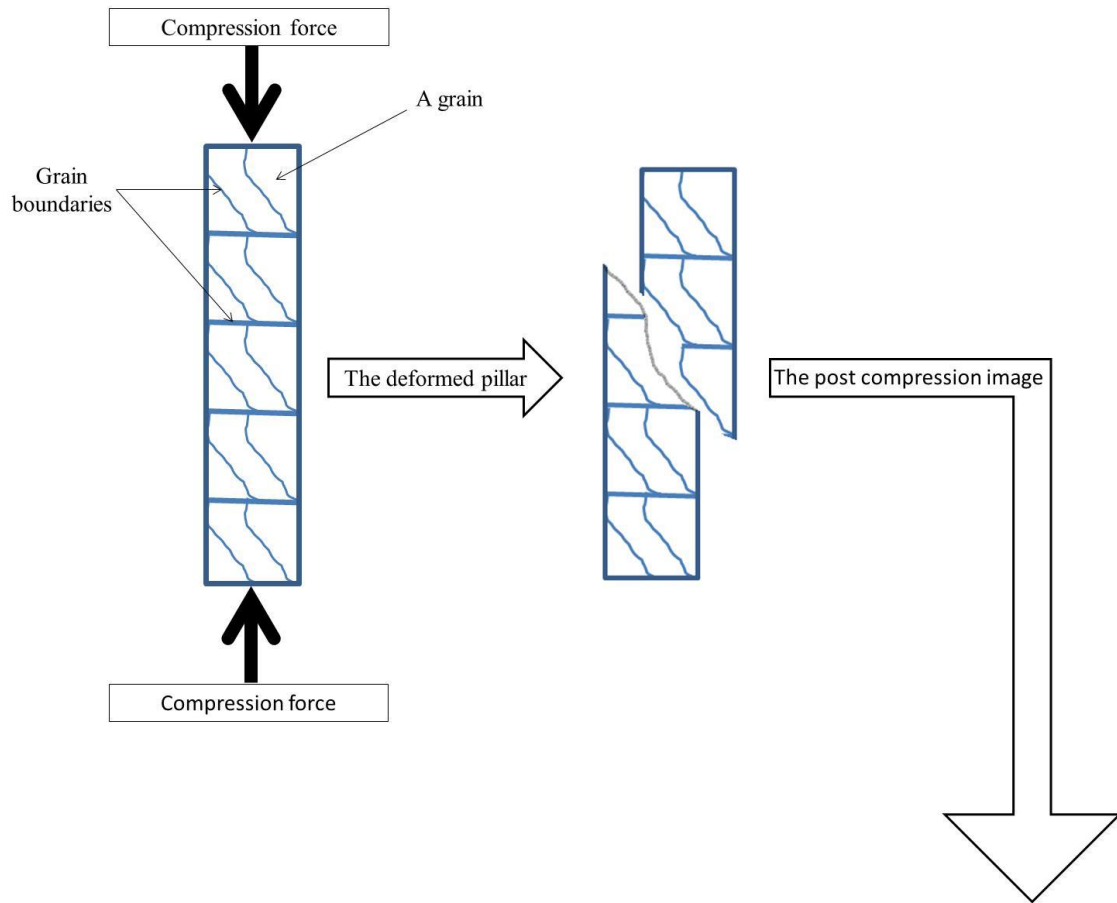 Compression force
A grain
Grain
boundaries
The deformed pillar
The post compression image
Compression force